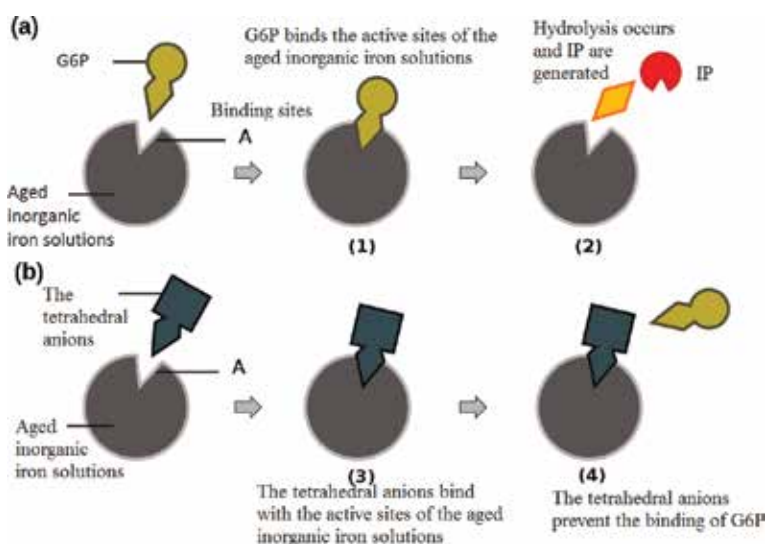 (a)
G6P
G6P binds the active sites of the
aged inorganic iron solutions
Hydrolysis occurs
and IP are
generated
IP
Binding sites
A
Aged
inorganic
iron solutions
(1)
(2)
(b)
The
tetrahedral
anions
A
Aged
inorganic
iron solutions
(3)
(4)
The tetrahedral anions bind
with the active sites of the aged
inorganic iron solutions
The tetrahedral anions
prevent the binding of G6P